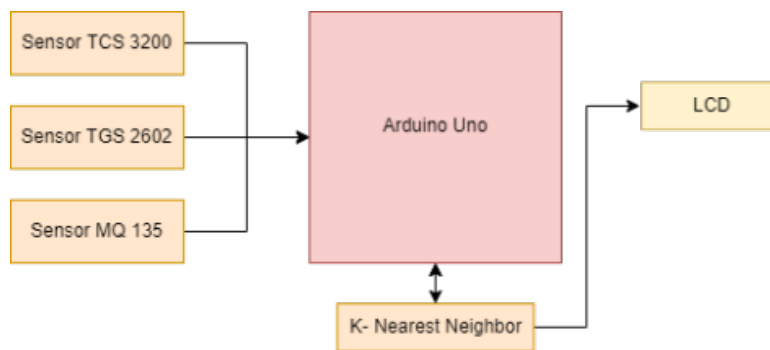 Sensor TCS 3200
Sensor TGS 2602
Sensor MQ 135
Arduino Uno
K- Nearest Neighbor
LCD